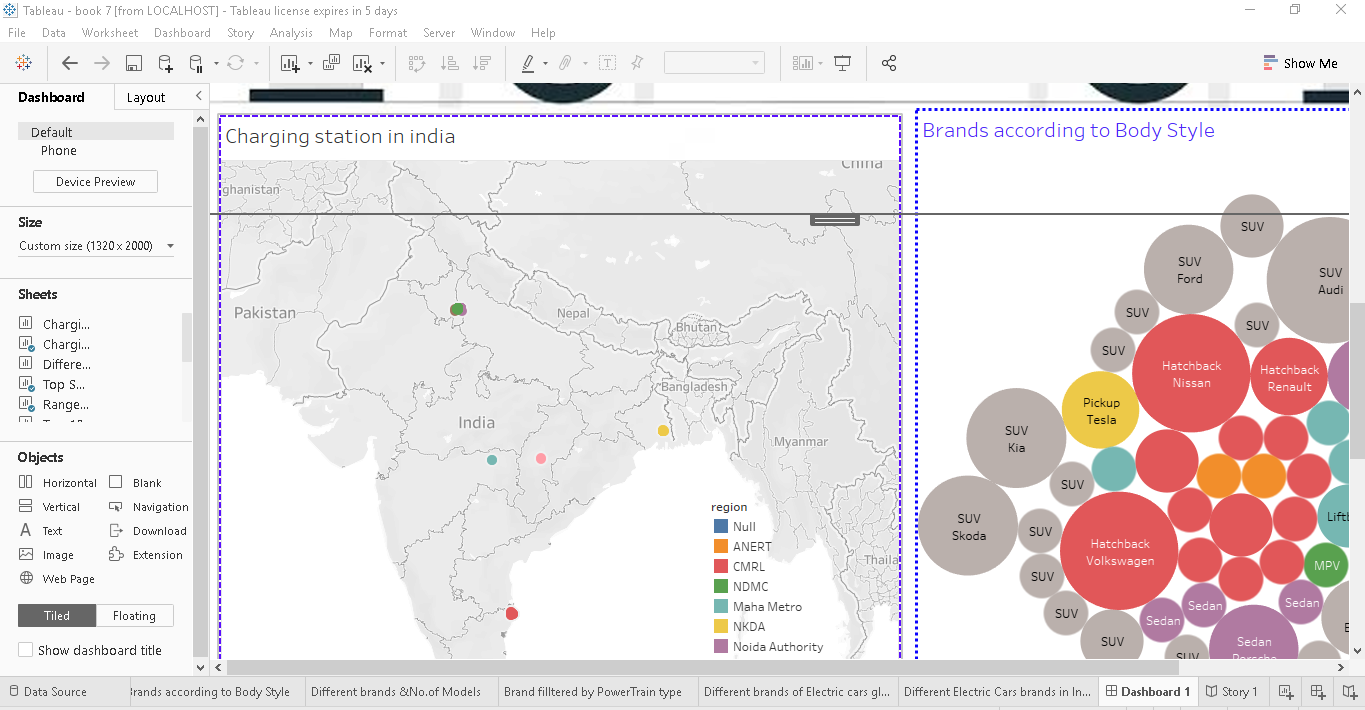 Tableau - book 7 [from LOCALHOST] - Tableau license expires in 5 days
File Data Worksheet Dashboard Story Analysis Map Format Server Window Help
Show Me
Dashboard Layout
Default
Phone
Device Preview
Size
Custom size (1320 x 2000)
Sheets
Chargi...
Chargi...
Differe...
Top S...
Range...
Objects
Horizontal Blank
Vertical Navigation
Text Download
Image Extension
Web Page
Tiled Floating
Show dashboard title
Charging station in india
ghanistan
China
Pakistan
Nepal
Bhutan
Bangladesh
India
Myanmar
Thaila
region
Null
ANERT
CMRL
NDMC
Maha Metro
NKDA
Noida Authority
Brands according to Body Style
SUV
SUV
Ford
SUV
Audi
SUV
SUV
SUV
Hatchback
Nissan
Hatchback
Renault
Pickup
Tesla
SUV
Kia
SUV
SUV
Skoda
Liftb
SUV
Hatchback
Volkswagen
MPV
SUV
Sedan
Sedan
SUV
Sedan
SUV
Sedan
Porsche
SUV
Data Source Brands according to Body Style Different brands &No.of Models Brand filltered by PowerTrain type Different brands of Electric cars gl... Different Electric Cars brands in In... Dashboard 1 Story 1